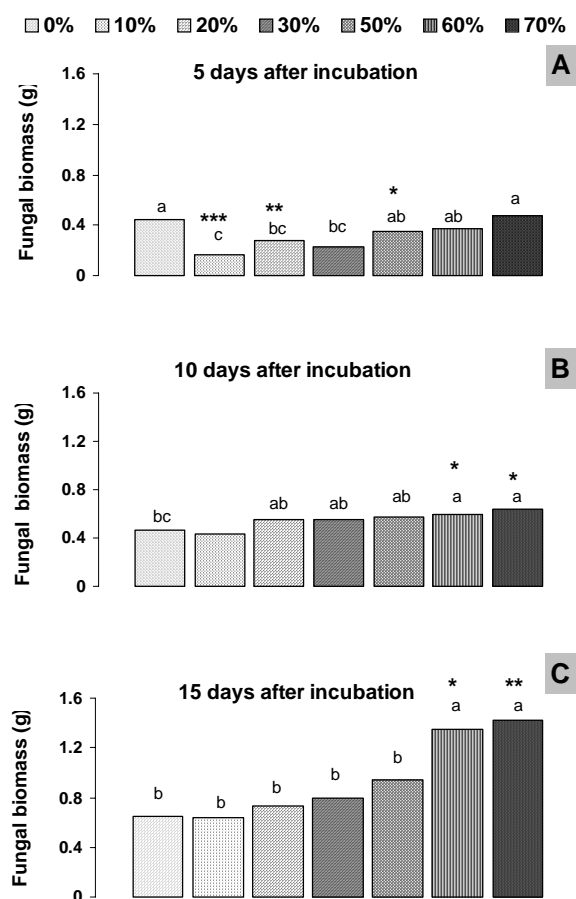 0% 10% 20% 30% 50% 60% 70%
5 days after incubation
A
Fungal biomass (g)
1.6
1.2
0.8
0.4
0
a
***
c
**
bc
bc
*
ab
ab
a
10 days after incubation
B
Fungal biomass (g)
1.6
1.2
0.8
0.4
0
bc
ab
ab
ab
*
a
*
a
15 days after incubation
C
Fungal biomass (g)
1.6
1.2
0.8
0.4
0
b
b
b
b
b
*
a
**
a